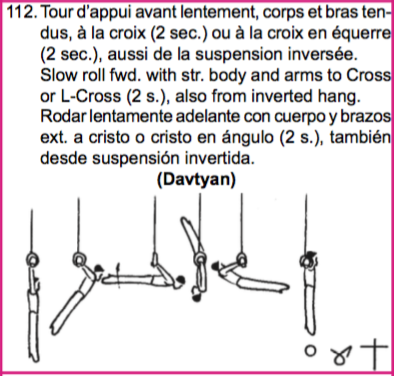 112. Tour d'appui avant lentement, corps et bras ten-
dus, à la croix (2 sec.) ou à la croix en équerre
(2 sec.), aussi de la suspension inversée.
Slow roll fwd. with str. body and arms to Cross
or L-Cross (2 s.), also from inverted hang.
Rodar lentamente adelante con cuerpo y brazos
ext. a cristo o cristo en ángulo (2 s.), también
desde suspensión invertida.
(Davtyan)